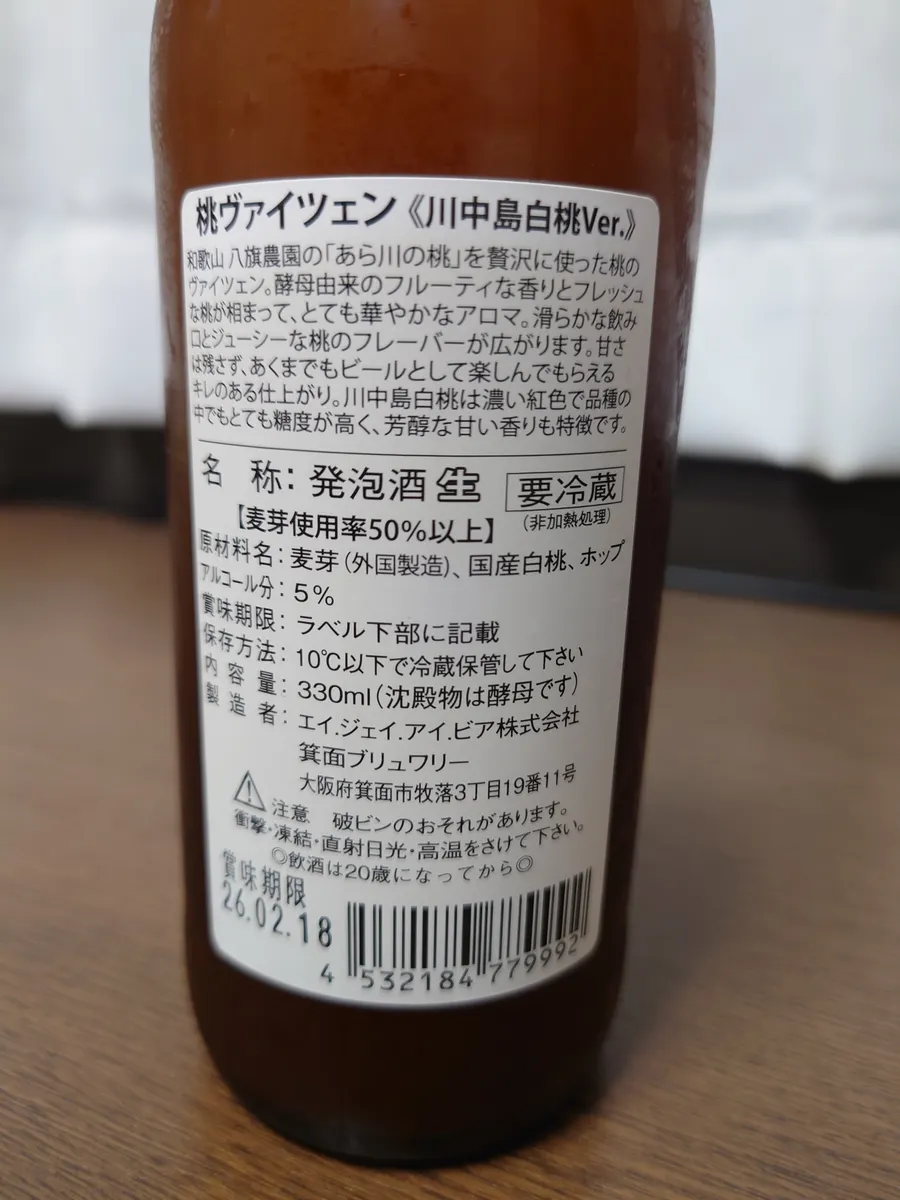 桃ヴァイツェン《川中島白桃Ver.》
和歌山 八旗農園の「あら川の桃」を贅沢に使った桃の
ヴァイツェン。酵母由来のフルーティな香りとフレッシュ
な桃が相まって、とても華やかなアロマ。滑らかな飲み
口とジューシーな桃のフレーバーが広がります。甘さ
は残さず、あくまでもビールとして楽しんでもらえる
キレのある仕上がり。川中島白桃は濃い紅色で品種の
中でもとても糖度が高く、芳醇な甘い香りも特徴です。
名称:発泡酒 生 要冷蔵
【麦芽使用率50%以上】 (非加熱処理)
原材料名:麦芽(外国製造)、国産白桃、ホップ
アルコール分:5%
賞味期限:ラベル下部に記載
保存方法:10℃以下で冷蔵保管して下さい
内容量:330ml(沈殿物は酵母です)
製造者:エイ.ジェイ.アイ.ビア株式会社
箕面ブリュワリー
大阪府箕面市牧落3丁目19番11号
注意 破ビンのおそれがあります。
衝撃・凍結・直射日光・高温をさけて下さい。
◎飲酒は20歳になってから◎
賞味期限
26.02.18
4 532184 779992